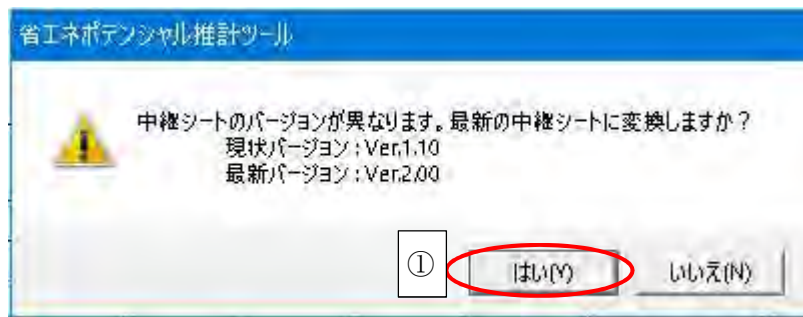 省エネポテンシャル推計ツール
中継シートのバージョンが異なります。最新の中継シートに変換しますか？
現状バージョン：Ver.1.10
最新バージョン：Ver.2.00
① はい(Y) いいえ(N)